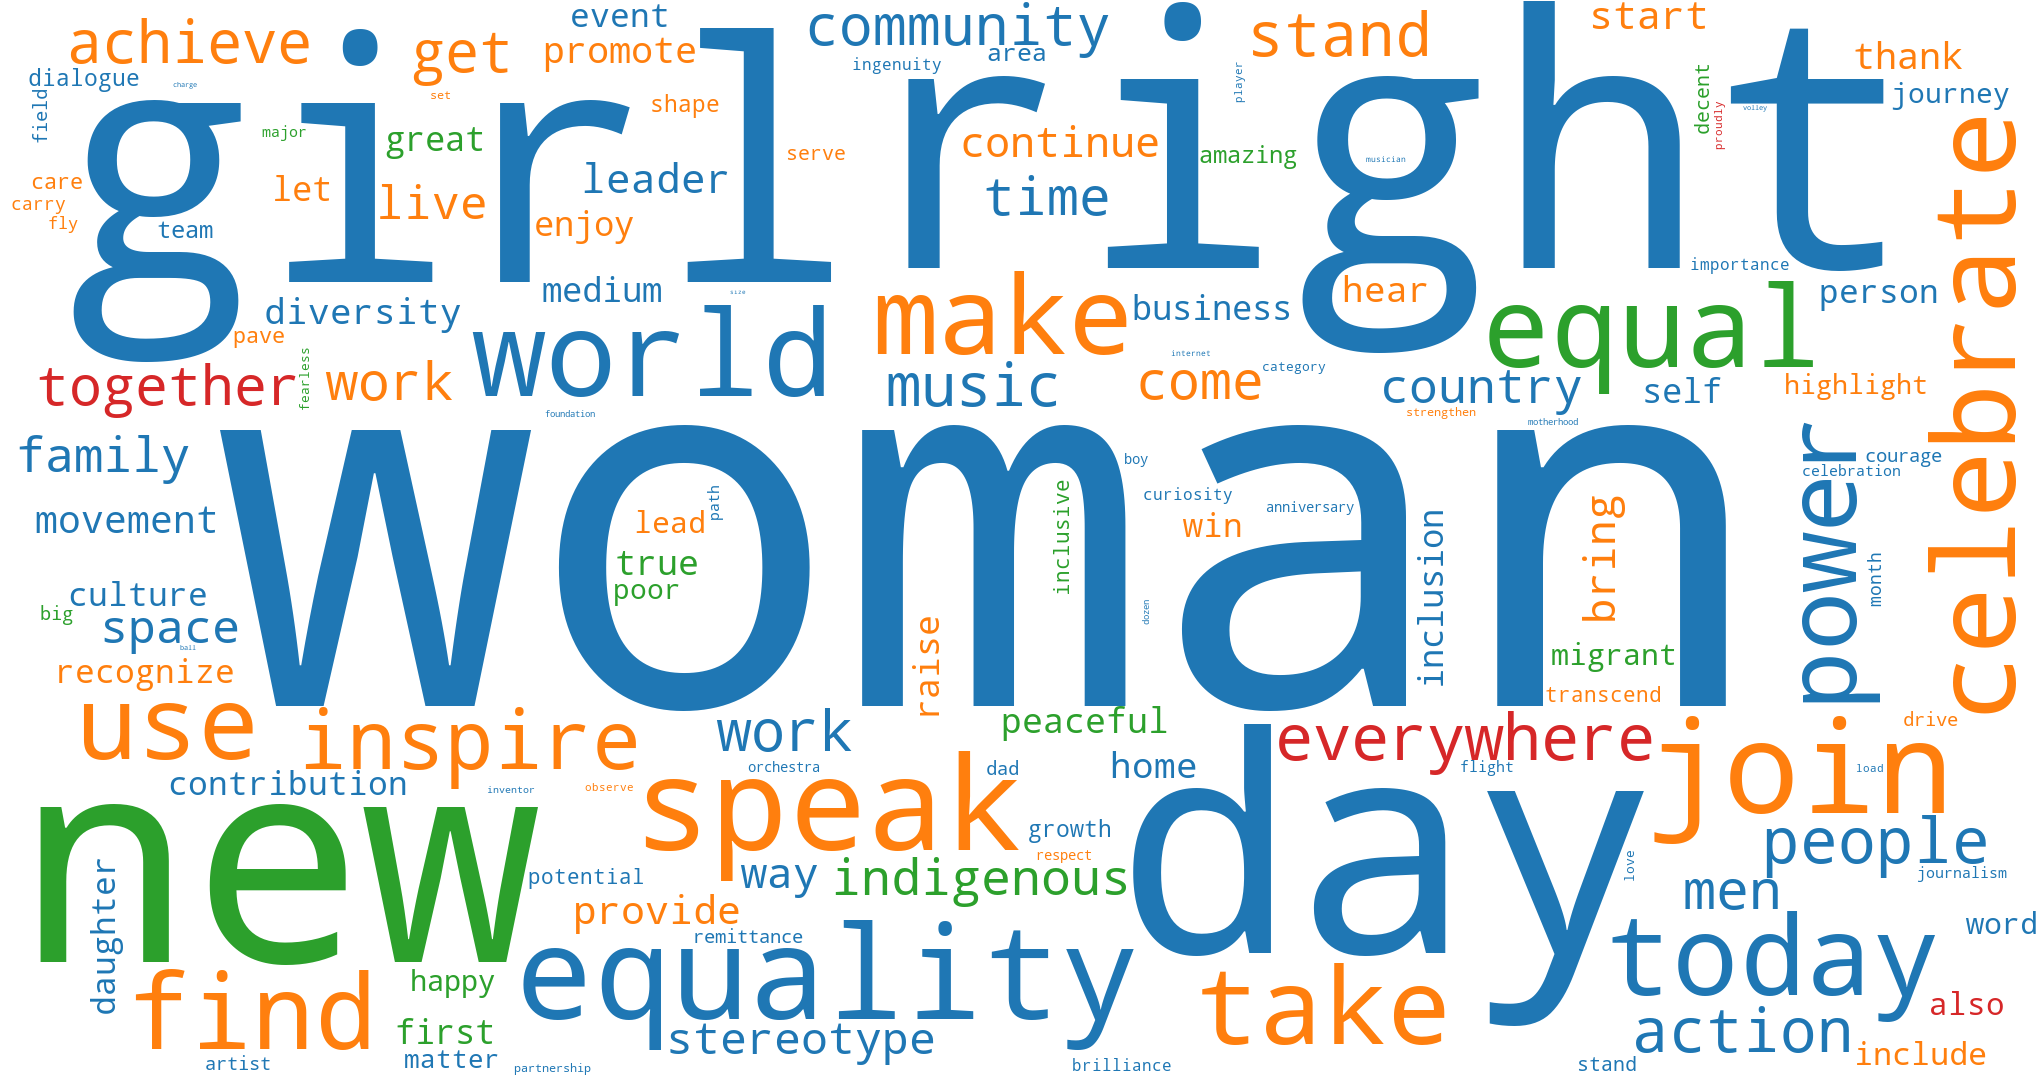 event
community
stand
start
achieve
get
promote
area
thank
dialogue
ingenuity
charge
set
shape
player
decent
journey
field
girl
right
proudly
volley
major
great
serve
continue
amazing
musician
care
let
live
leader
time
carry
fly
team
enjoy
celebrate
importance
diversity
medium
size
make
business
hear
equal
person
pave
world
internet
category
together
fearless
work
music
come
country
self
highlight
foundation
strengthen
motherhood
family
woman
boy
courage
celebration
power
path
inclusive
curiosity
anniversary
movement
lead
win
inclusion
bring
true
poor
month
culture
big
space
ball
dozen
raise
migrant
recognize
transcend
use
inspire
work
peaceful
everywhere
join
drive
contribution
inventor
observe
orchestra
speak
dad
home
flight
load
new
day
growth
respect
people
love
journalism
daughter
potential
way
indigenous
men
provide
remittance
equality
today
word
find
happy
take
also
first
stereotype
action
matter
artist
partnership
brilliance
stand
include